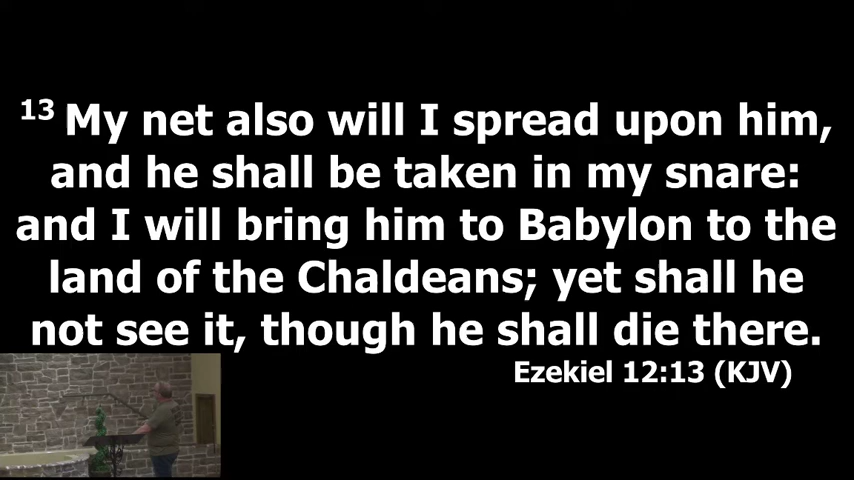 13 My net also will I spread upon him,
and he shall be taken in my snare:
and I will bring him to Babylon to the
land of the Chaldeans; yet shall he
not see it, though he shall die there.
Ezekiel 12:13 (KJV)